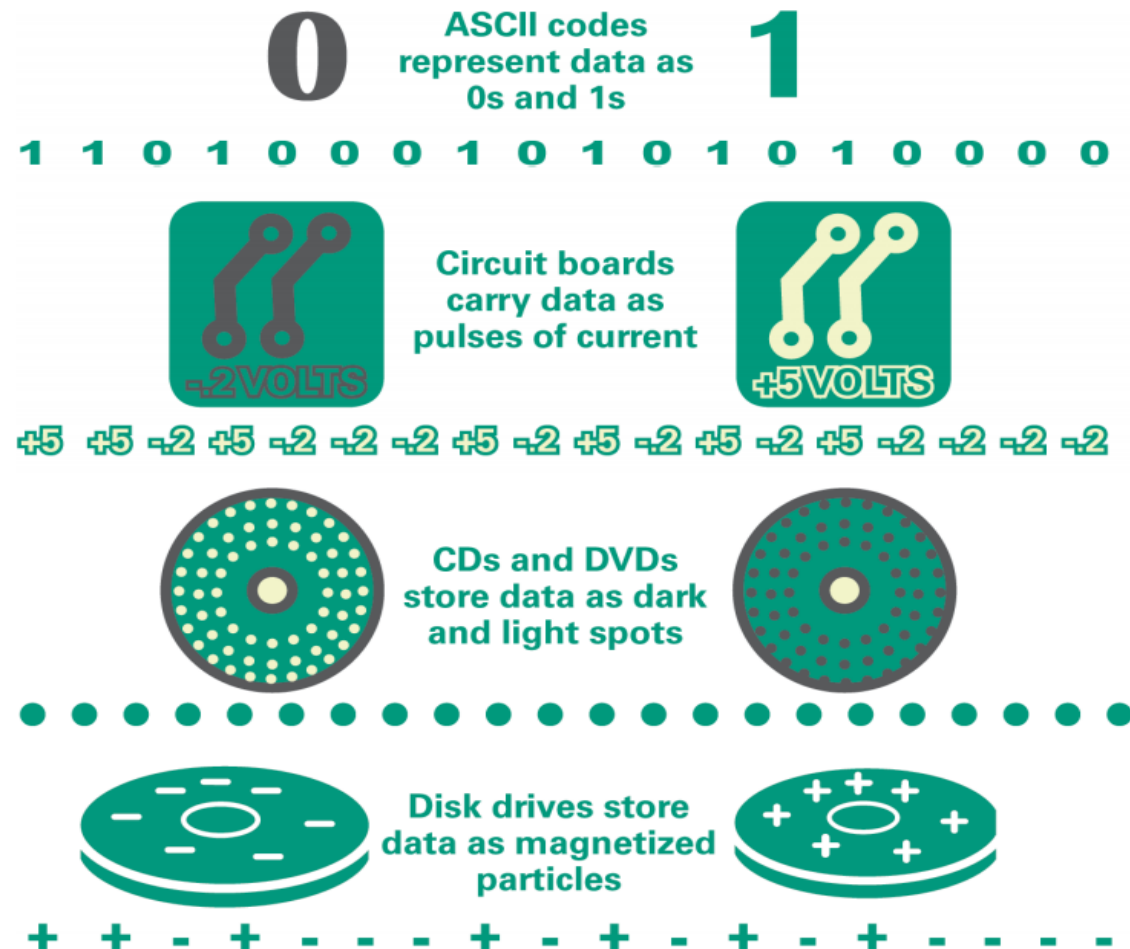 0
ASCII codes
represent data as
0s and 1s
1
1 1 0 1 0 0 0 1 0 1 0 1 0 1 0 0 0 0
Circuit boards
carry data as
pulses of current
-.2 VOLTS
+5 VOLTS
+5 +5 -.2 +5 -.2 -.2 -.2 +5 -.2 +5 -.2 +5 -.2 +5 -.2 -.2 -.2 -.2
CDs and DVDs
store data as dark
and light spots
Disk drives store
data as magnetized
particles
+ + - + - - - + - + - + - + - - - -